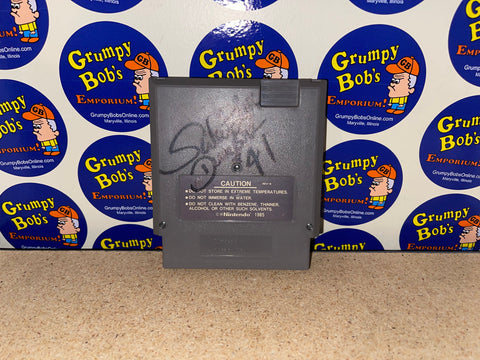 Grumpy
Bob's
EMPORIUM!
GrumpyBobsOnline.com
Maryville, Illinois
CAUTION
REV-A
•DO NOT STORE IN EXTREME TEMPERATURES.
•DO NOT IMMERSE IN WATER.
•DO NOT CLEAN WITH BENZENE, THINNER,
ALCOHOL OR OTHER SUCH SOLVENTS.
©Nintendo 1985